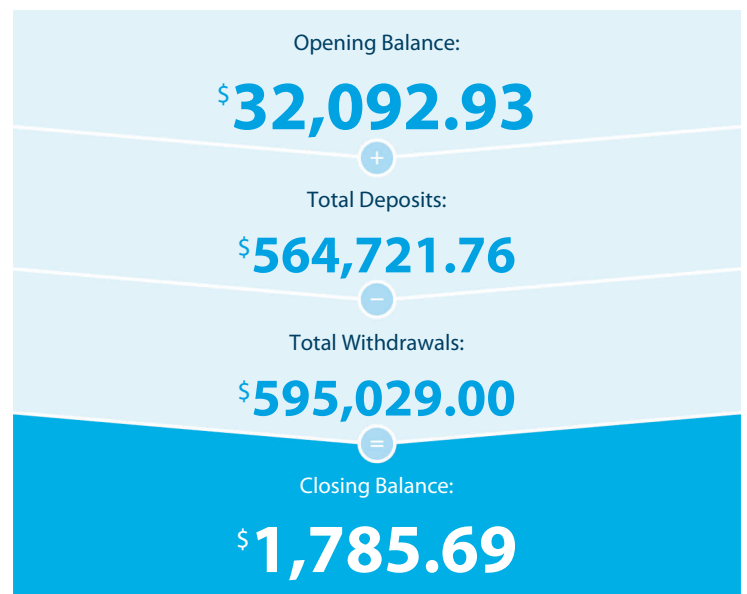 Opening Balance:
$32,092.93
+
Total Deposits:
$564,721.76
−
Total Withdrawals:
$595,029.00
=
Closing Balance:
$1,785.69